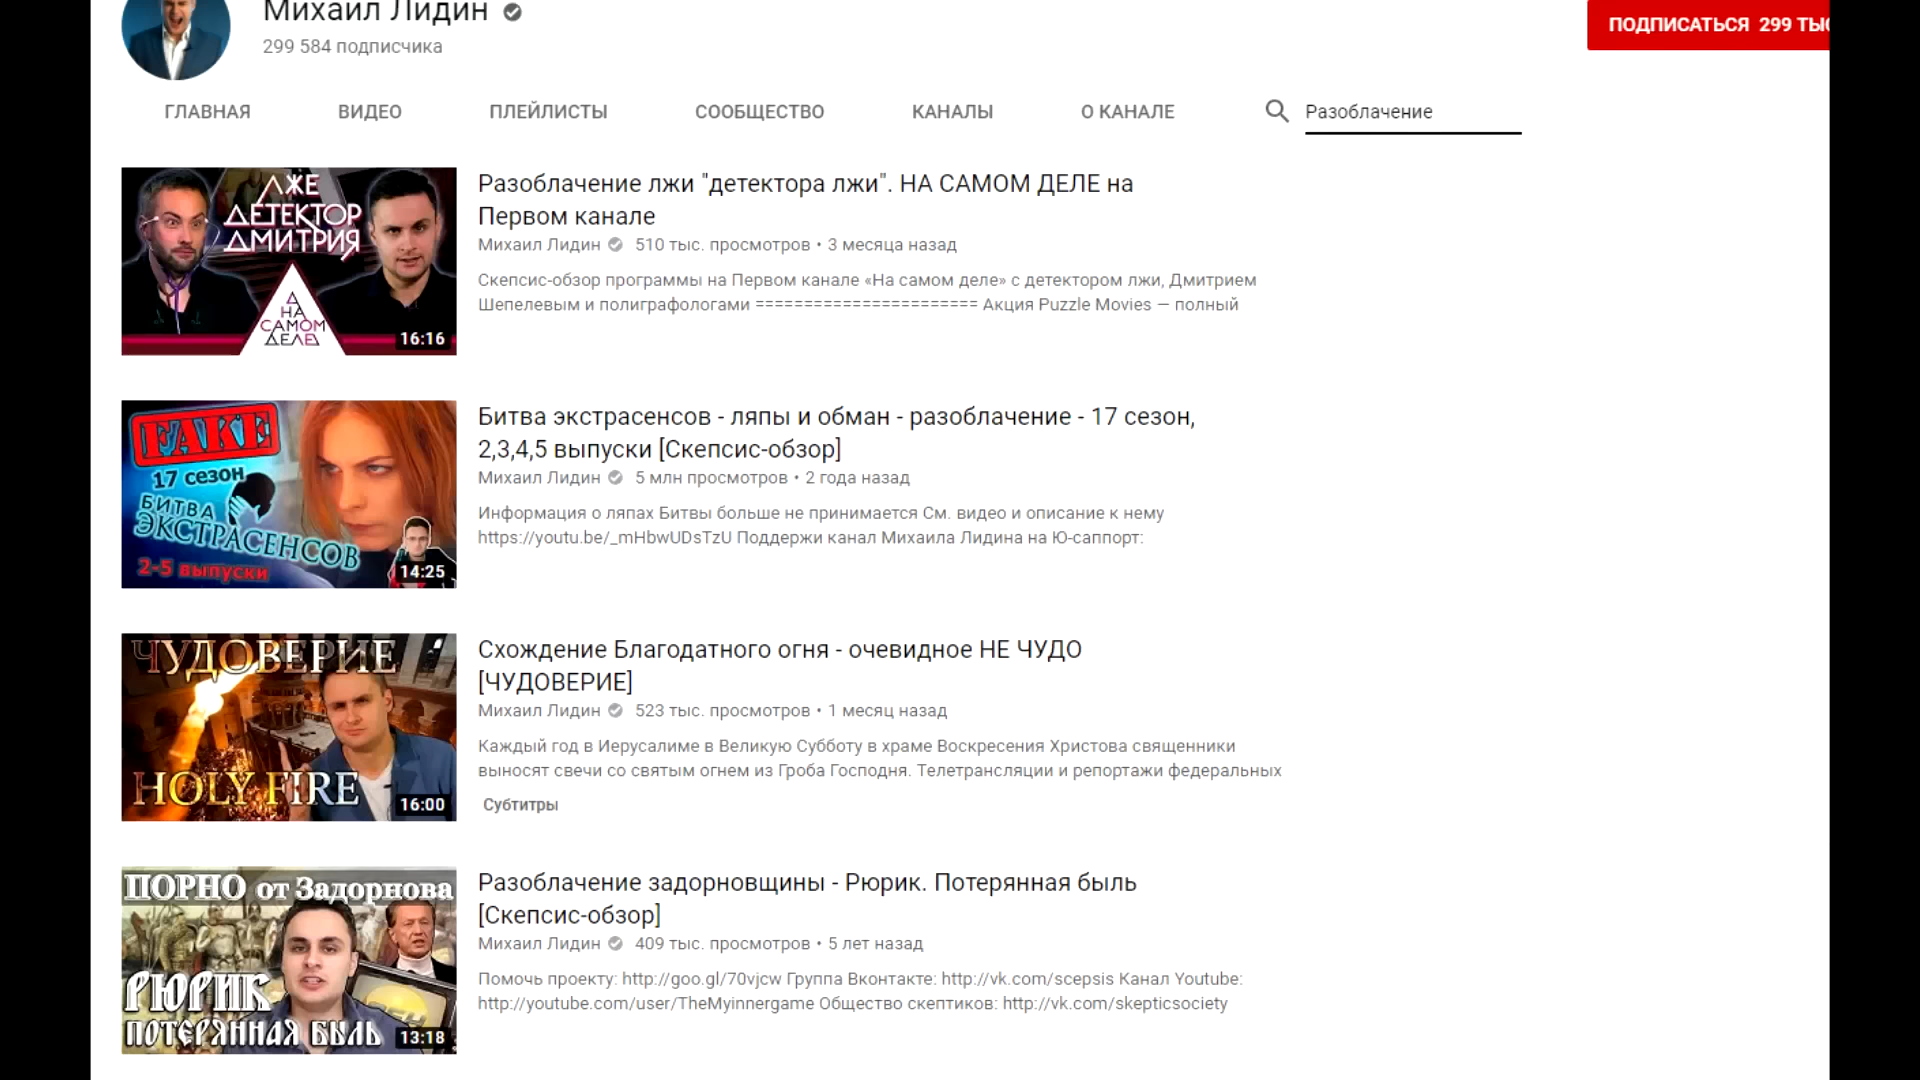 Михаил Лидин
299 584 подписчика
ПОДПИСАТЬСЯ 299 ТЫС
ГЛАВНАЯ ВИДЕО ПЛЕЙЛИСТЫ СООБЩЕСТВО КАНАЛЫ О КАНАЛЕ Разоблачение
ЛЖЕ
ДЕТЕКТОР
ДМИТРИЯ
НА
САМОМ
ДЕЛЕ
16:16
Разоблачение лжи "детектора лжи". НА САМОМ ДЕЛЕ на
Первом канале
Михаил Лидин 510 тыс. просмотров • 3 месяца назад
Скепсис-обзор программы на Первом канале «На самом деле» с детектором лжи, Дмитрием
Шепелевым и полиграфологами ======================= Акция Puzzle Movies — полный
FAKE
17 сезон
БИТВА
ЭКСТРАСЕНСОВ
2-5 выпуски
14:25
Битва экстрасенсов - ляпы и обман - разоблачение - 17 сезон,
2,3,4,5 выпуски [Скепсис-обзор]
Михаил Лидин 5 млн просмотров • 2 года назад
Информация о ляпах Битвы больше не принимается См. видео и описание к нему
https://youtu.be/_mHbwUDsTzU Поддержи канал Михаила Лидина на Ю-саппорт:
ЧУДОВЕРИЕ
HOLY FIRE
16:00
Схождение Благодатного огня - очевидное НЕ ЧУДО
[ЧУДОВЕРИЕ]
Михаил Лидин 523 тыс. просмотров • 1 месяц назад
Каждый год в Иерусалиме в Великую Субботу в храме Воскресения Христова священники
выносят свечи со святым огнем из Гроба Господня. Телетрансляции и репортажи федеральных
Субтитры
ПОРНО от Задорнова
РЮРИК
ПОТЕРЯННАЯ БЫЛЬ
13:18
Разоблачение задорновщины - Рюрик. Потерянная быль
[Скепсис-обзор]
Михаил Лидин 409 тыс. просмотров • 5 лет назад
Помочь проекту: http://goo.gl/70vjcw Группа Вконтакте: http://vk.com/scepsis Канал Youtube:
http://youtube.com/user/TheMyinnergame Общество скептиков: http://vk.com/skepticsociety